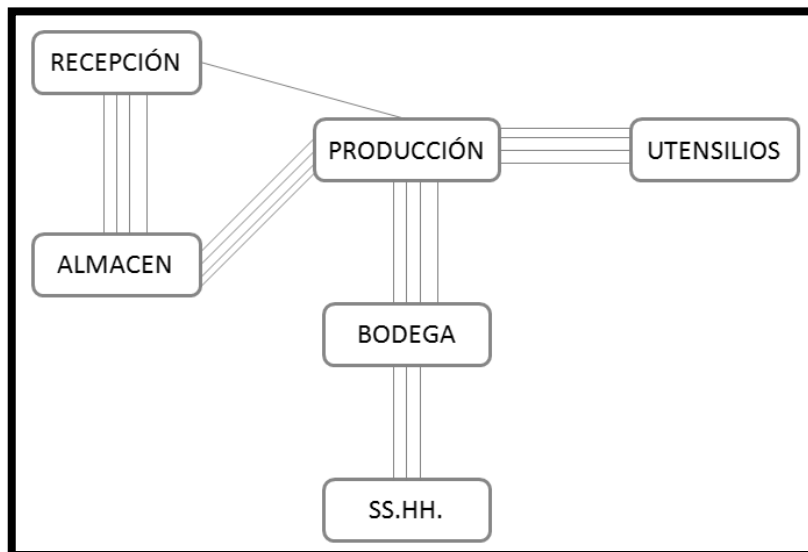 RECEPCIÓN
PRODUCCIÓN
UTENSILIOS
ALMACEN
BODEGA
SS.HH.